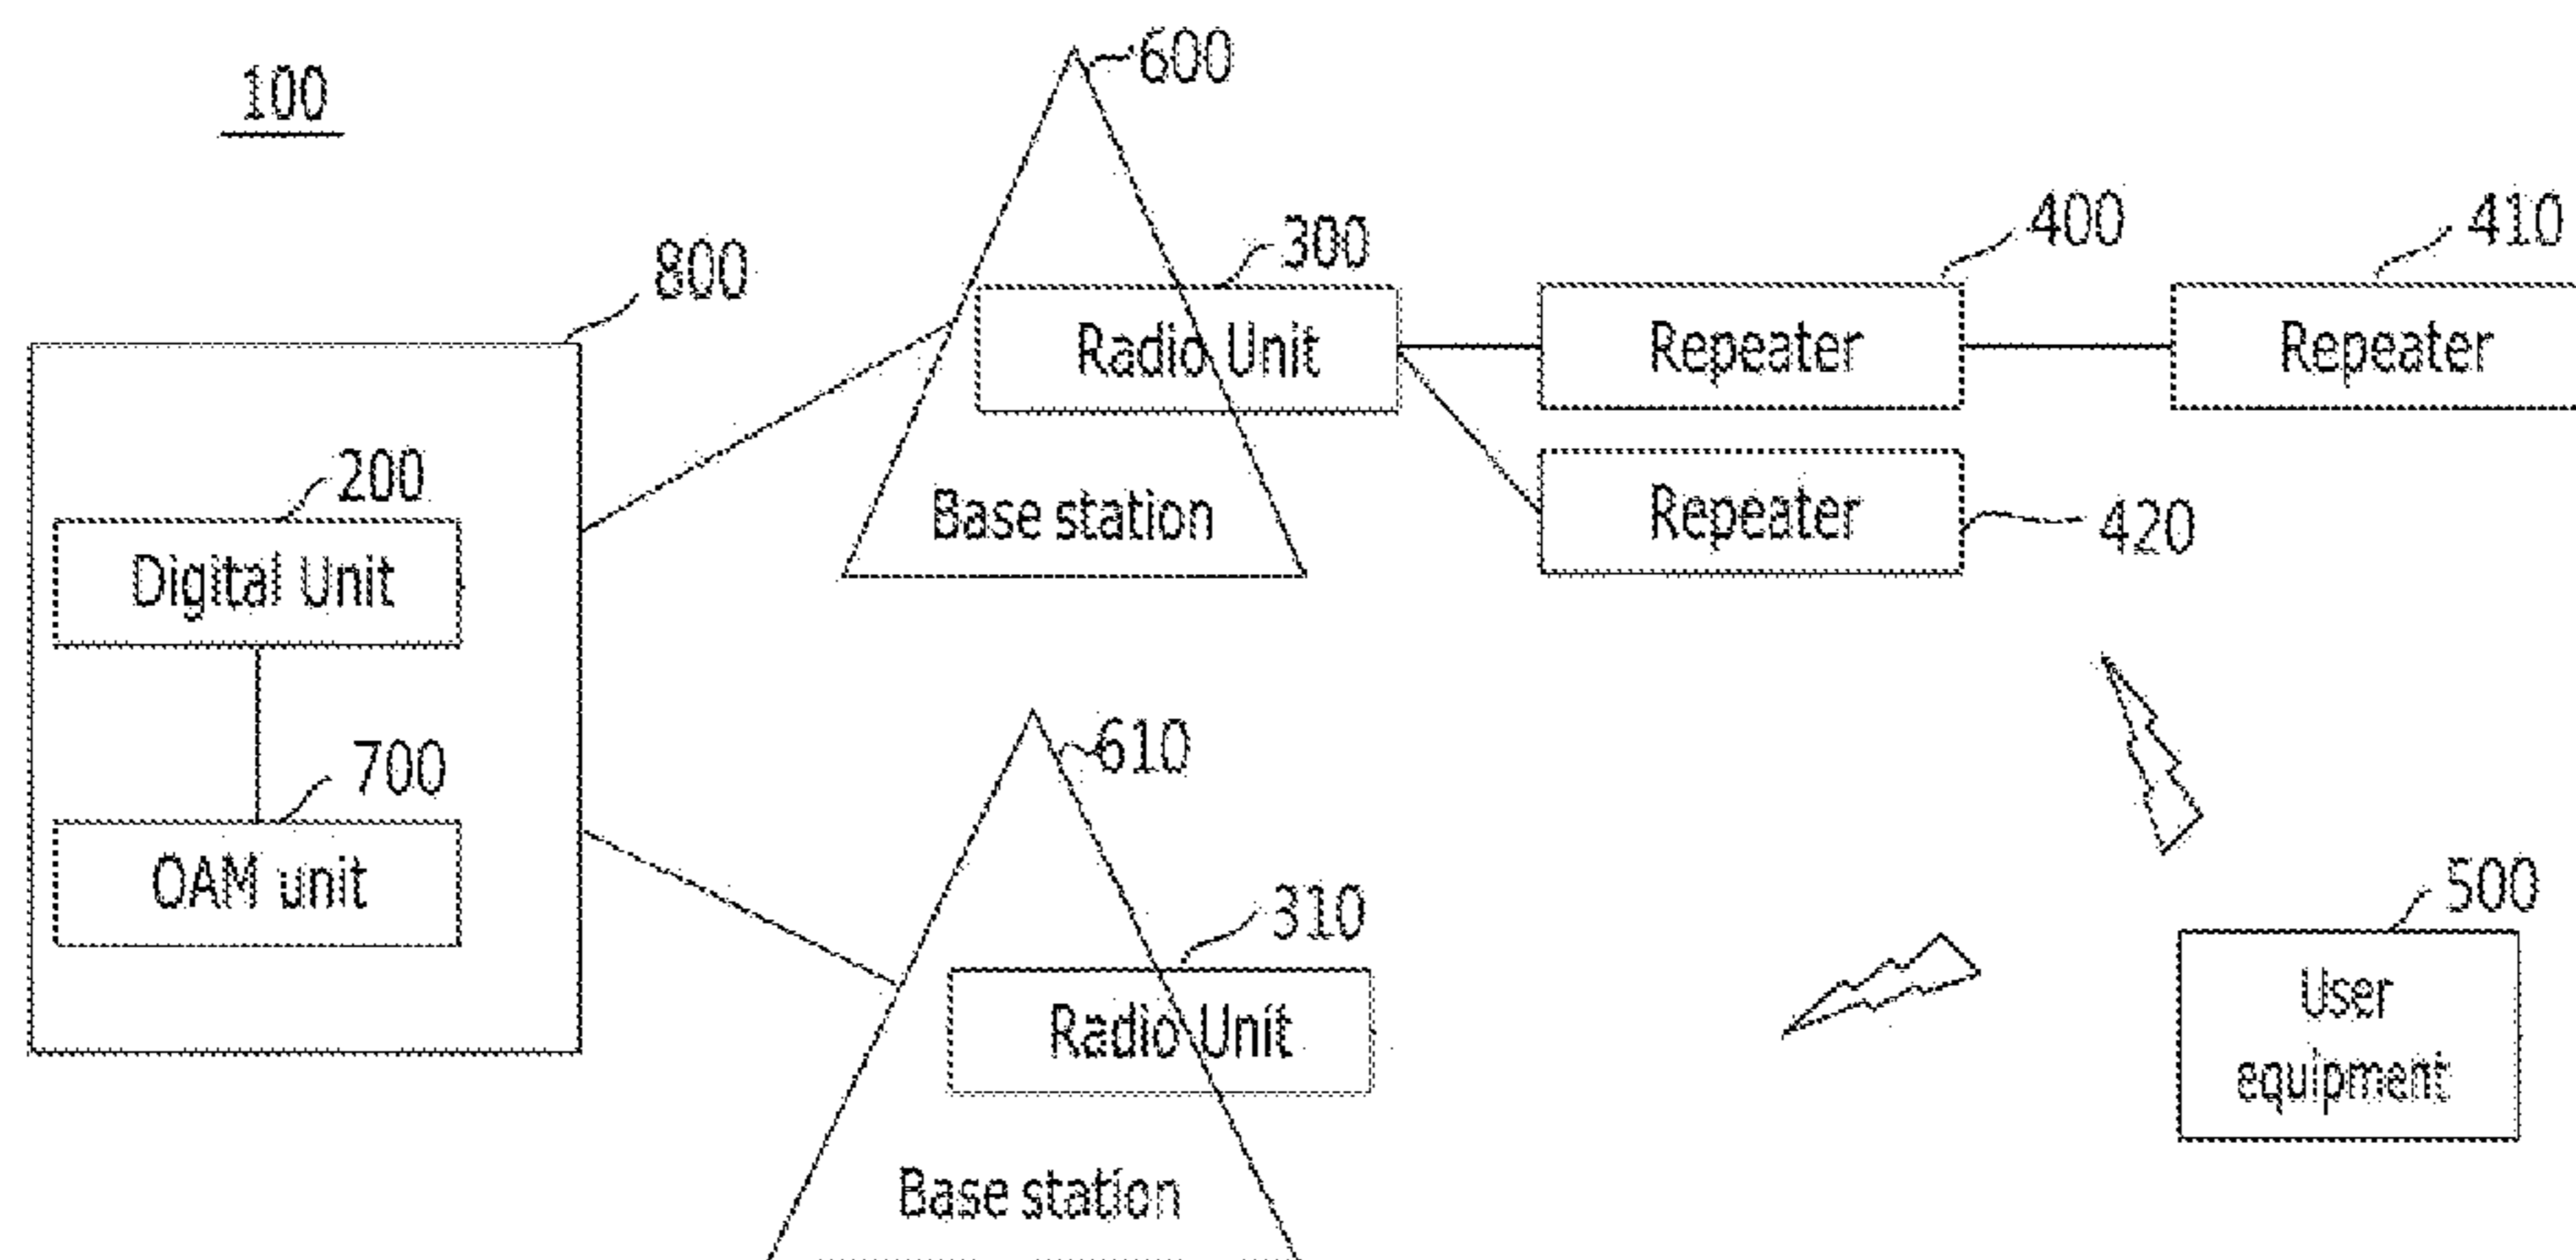 100
600
300
400
410
800
Radio Unit
Repeater
Repeater
200
Base station
Repeater
420
Digital Unit
700
610
OAM unit
310
500
Radio Unit
User
equipment
Base station